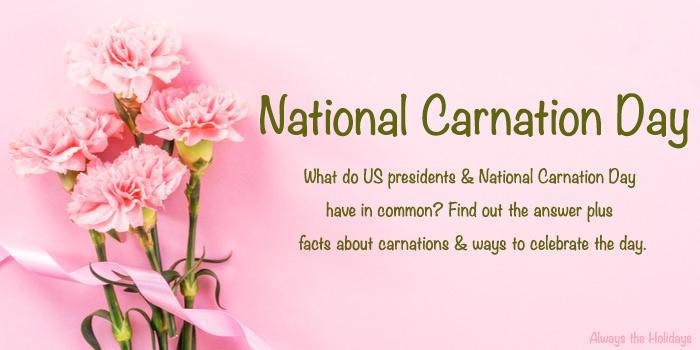 National Carnation Day
What do US presidents & National Carnation Day
have in common? Find out the answer plus
facts about carnations & ways to celebrate the day.
Always the Holidays